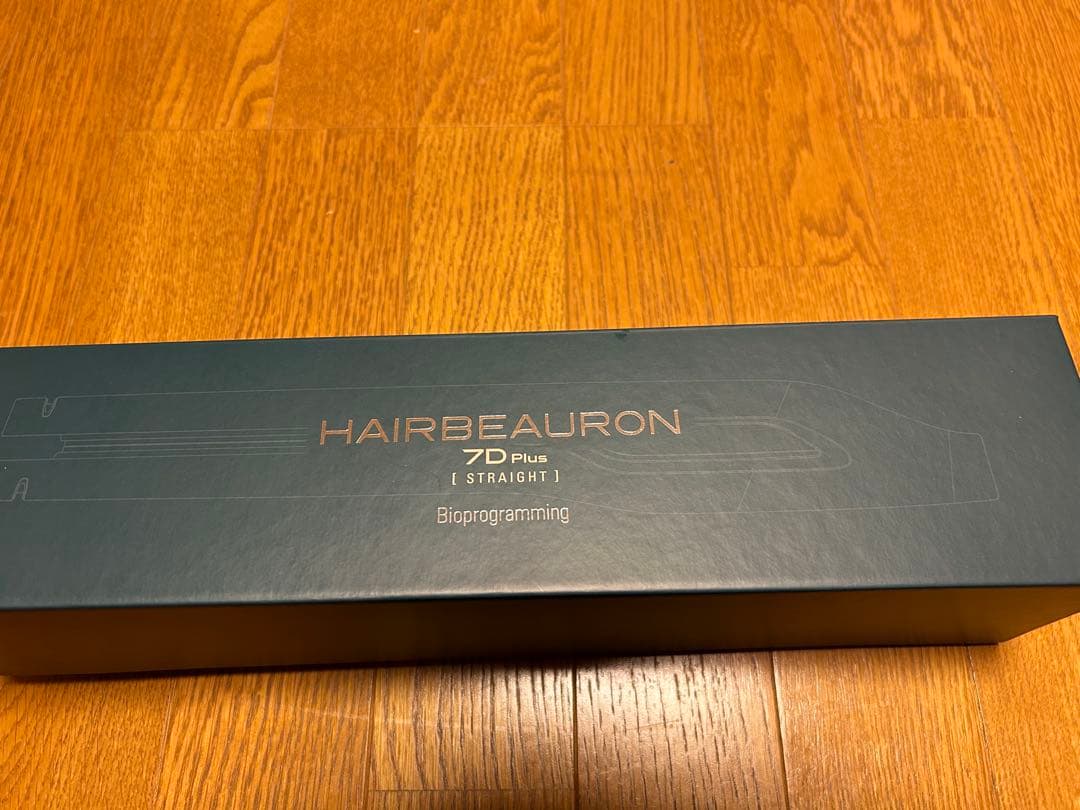 HAIRBEAURON
7D Plus
[ STRAIGHT ]
Bioprogramming